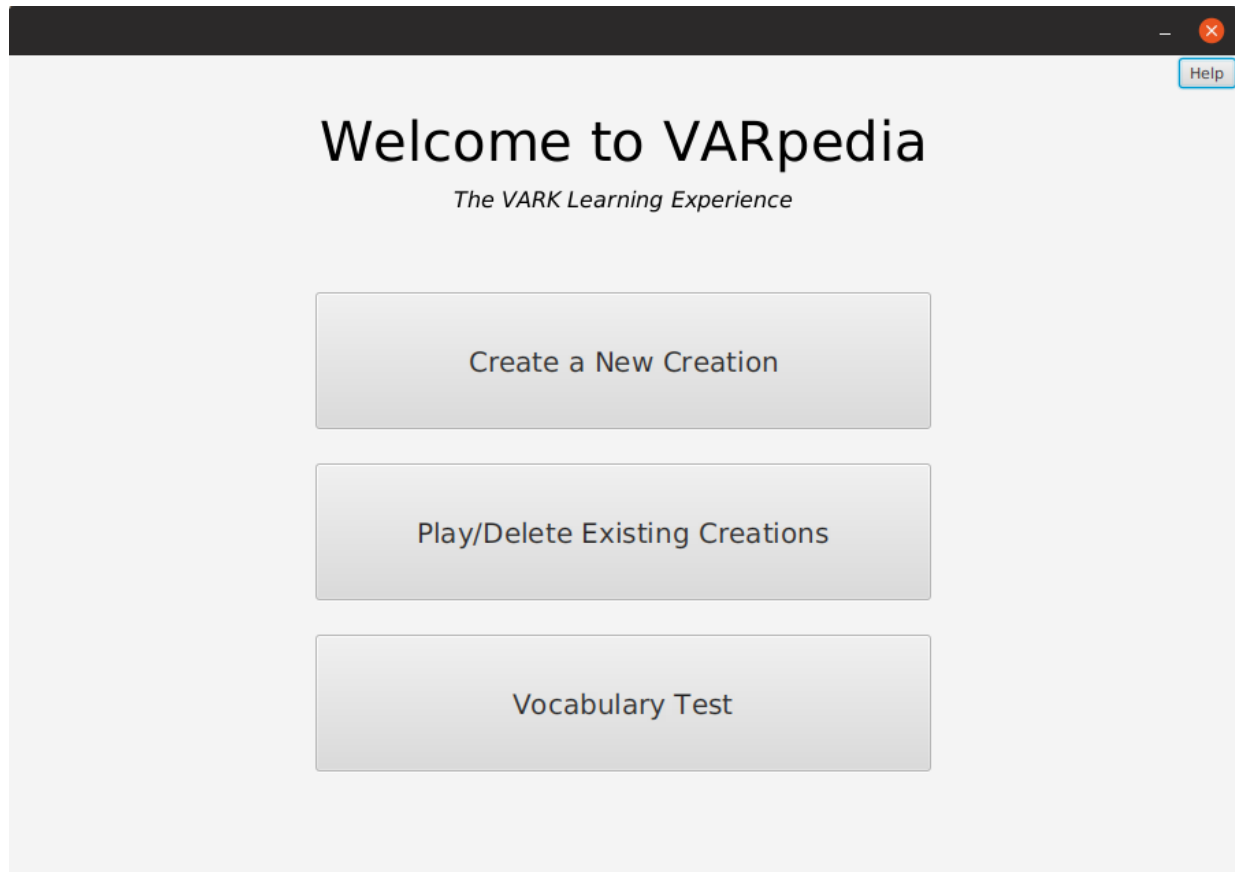 Help
Welcome to VARpedia
The VARK Learning Experience
Create a New Creation
Play/Delete Existing Creations
Vocabulary Test